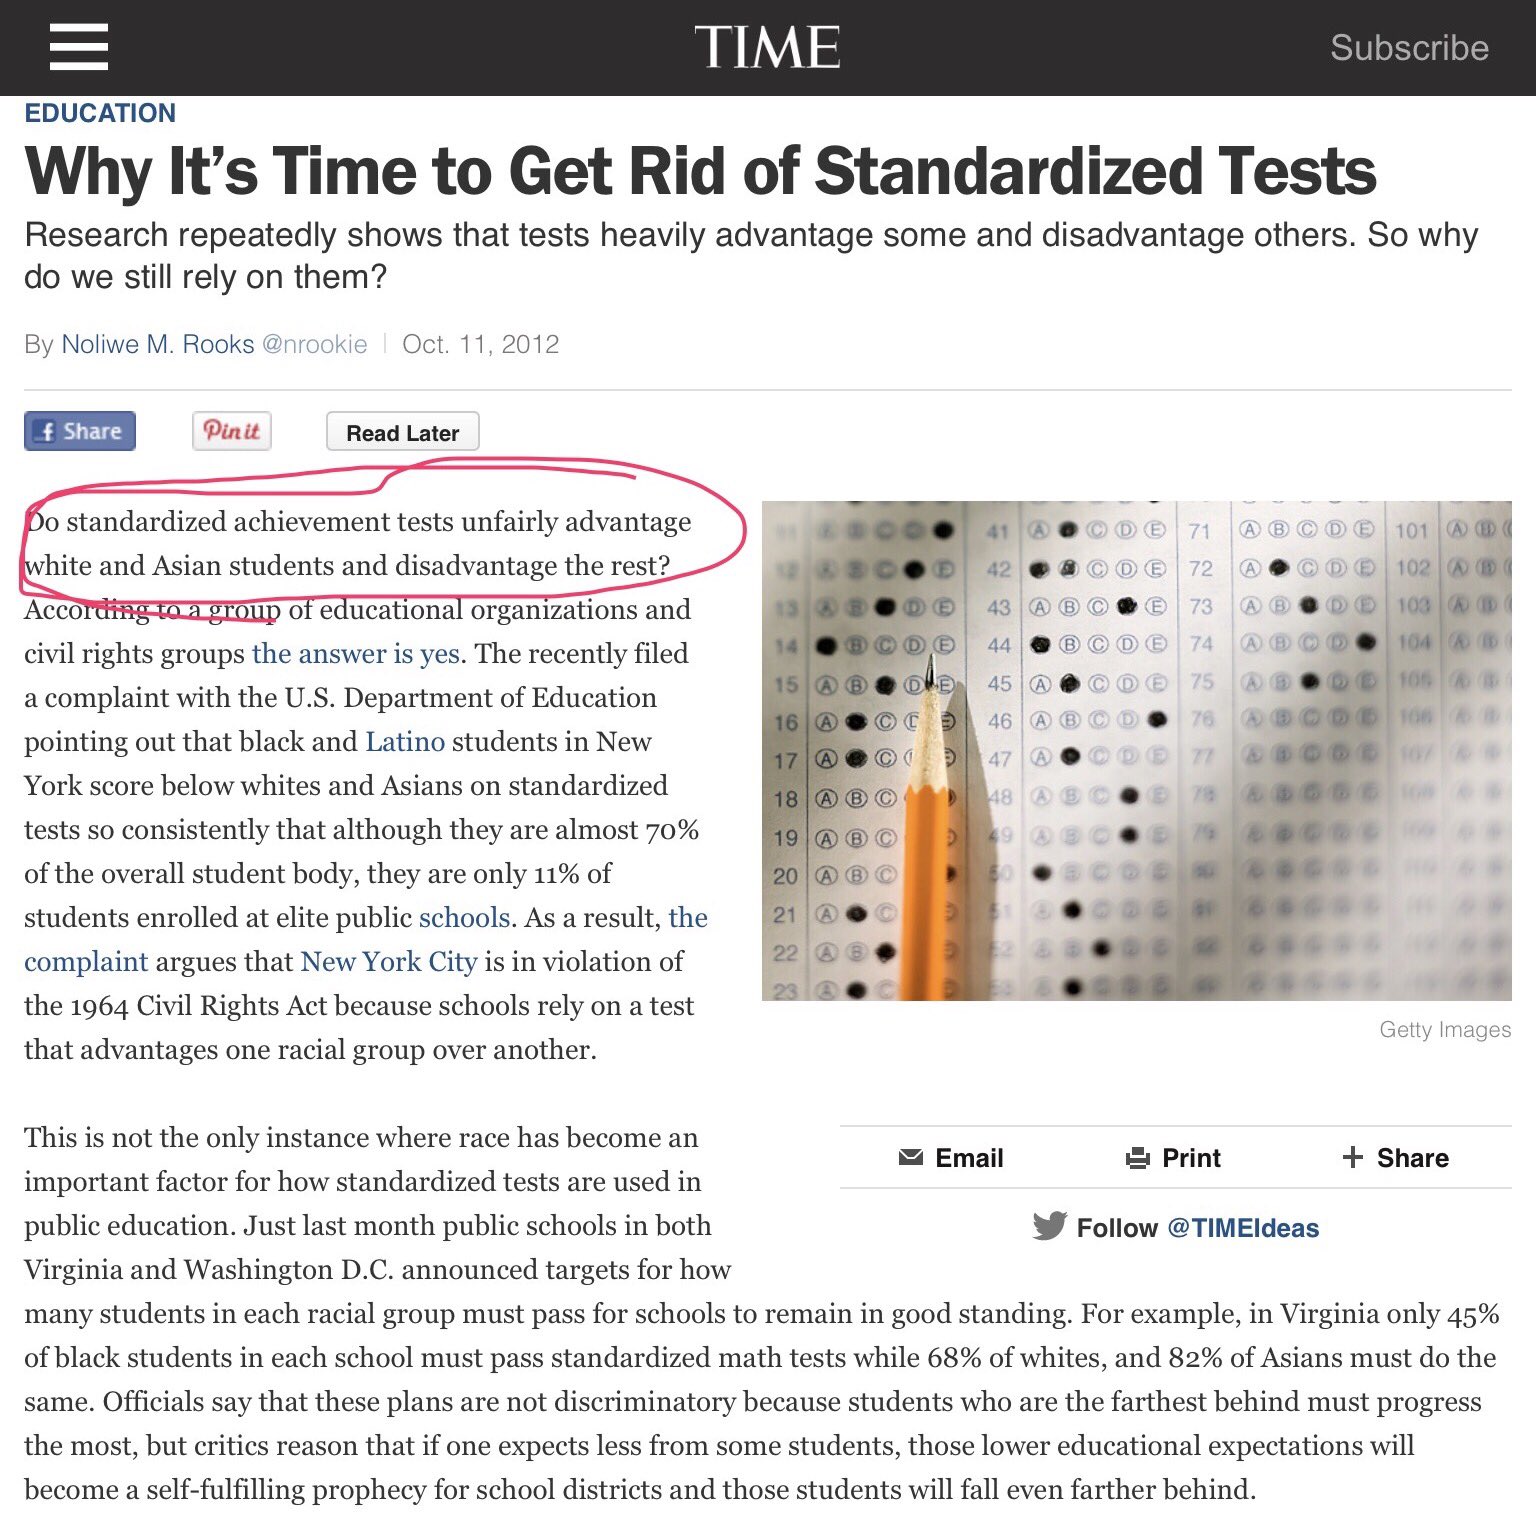 TIME
Subscribe
EDUCATION
Why It's Time to Get Rid of Standardized Tests
Research repeatedly shows that tests heavily advantage some and disadvantage others. So why
do we still rely on them?
By Noliwe M. Rooks @nrookie | Oct. 11, 2012
f Share
Pin it
Read Later
Do standardized achievement tests unfairly advantage
white and Asian students and disadvantage the rest?
According to a group of educational organizations and
civil rights groups the answer is yes. The recently filed
a complaint with the U.S. Department of Education
pointing out that black and Latino students in New
York score below whites and Asians on standardized
tests so consistently that although they are almost 70%
of the overall student body, they are only 11% of
students enrolled at elite public schools. As a result, the
complaint argues that New York City is in violation of
the 1964 Civil Rights Act because schools rely on a test
that advantages one racial group over another.
Getty Images
This is not the only instance where race has become an
important factor for how standardized tests are used in
public education. Just last month public schools in both
Virginia and Washington D.C. announced targets for how
many students in each racial group must pass for schools to remain in good standing. For example, in Virginia only 45%
of black students in each school must pass standardized math tests while 68% of whites, and 82% of Asians must do the
same. Officials say that these plans are not discriminatory because students who are the farthest behind must progress
the most, but critics reason that if one expects less from some students, those lower educational expectations will
become a self-fulfilling prophecy for school districts and those students will fall even farther behind.
Email
Print
+ Share
Follow @TIMEIdeas